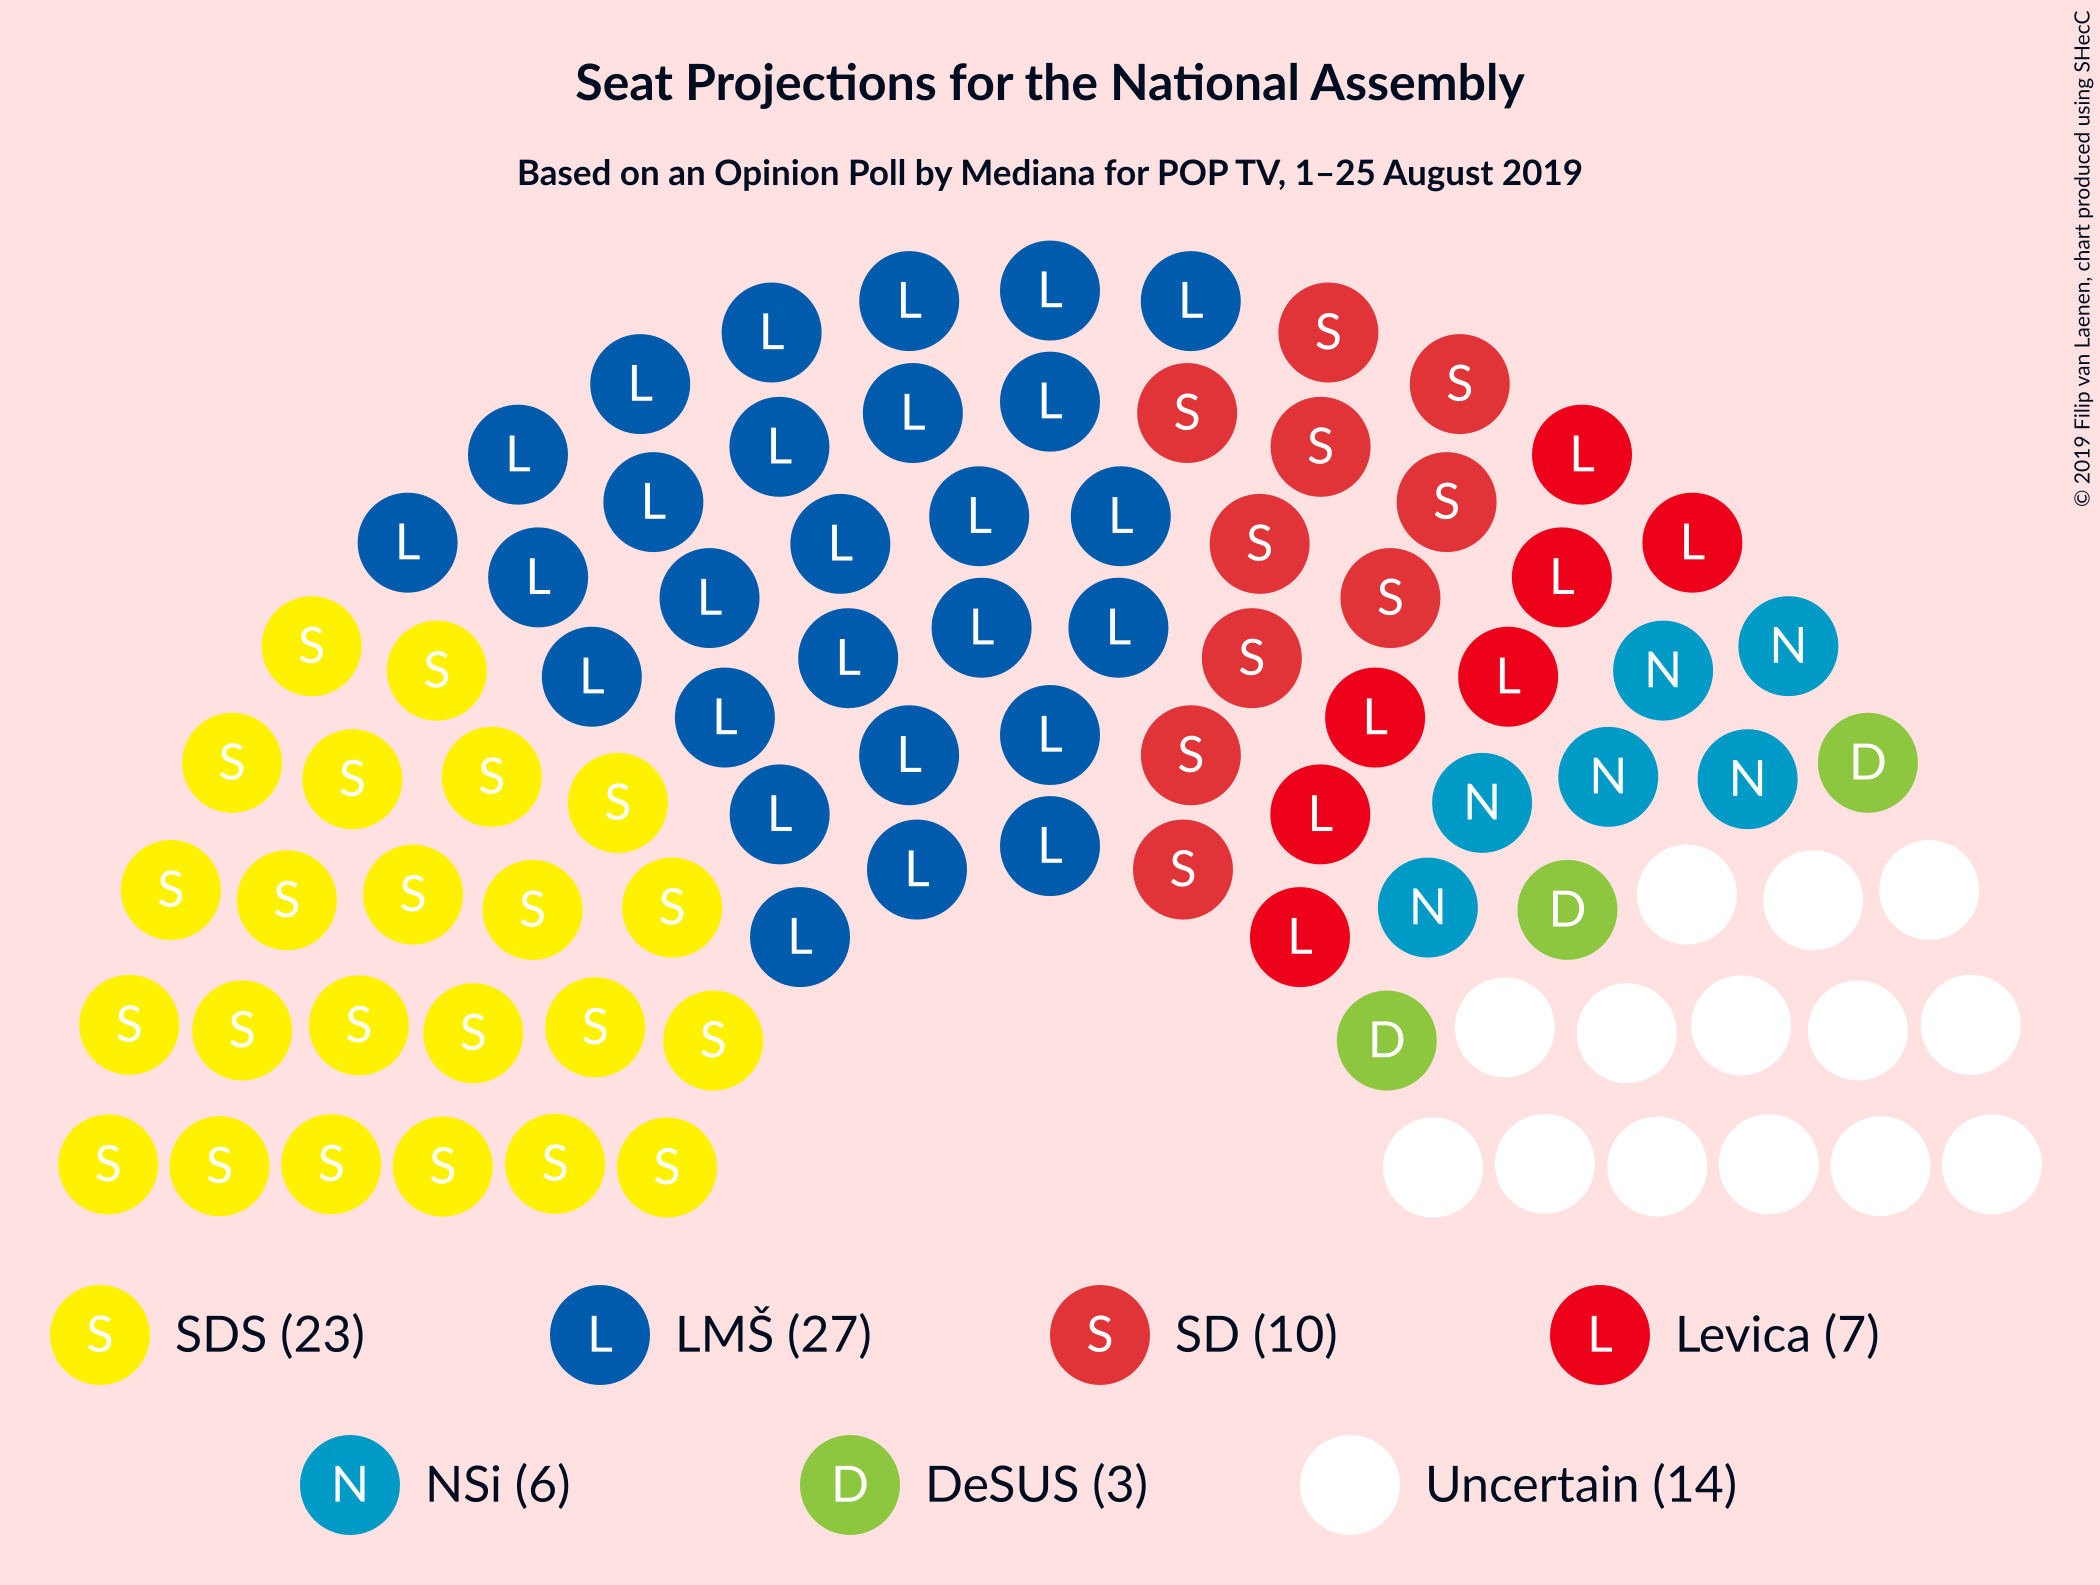 Seat Projections for the National Assembly
Based on an Opinion Poll by Mediana for POP TV, 1–25 August 2019
© 2019 Filip van Laenen, chart produced using SHecC
L L L
L L S S
L L L S S
L L L S L
L L L L S S L
L L L S L
L L L
S L L L S N
S L L L N
L S
S S S L L S L N N D
S S L L N N
L
S S S S S L S N D
L L
S S S S S S D
S S S S S S
S SDS (23) L LMŠ (27) S SD (10) L Levica (7)
N NSi (6) D DeSUS (3) Uncertain (14)